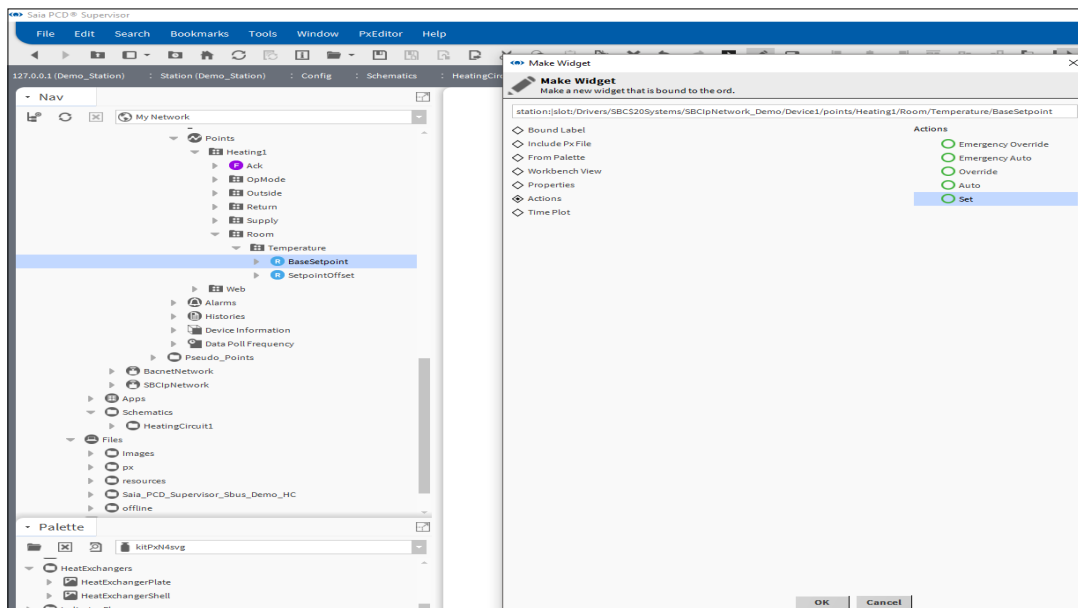 Saia PCD® Supervisor
File Edit Search Bookmarks Tools Window PxEditor Help
127.0.0.1 (Demo_Station) : Station (Demo_Station) : Config : Schematics : HeatingCirc
Nav
My Network
Points
Heating1
F Ack
OpMode
Outside
Return
Supply
Room
Temperature
R BaseSetpoint
R SetpointOffset
Web
Alarms
Histories
Device Information
Data Poll Frequency
Pseudo_Points
BacnetNetwork
SBCIpNetwork
Apps
Schematics
HeatingCircuit1
Files
Images
px
resources
Saia_PCD_Supervisor_Sbus_Demo_HC
offline
Palette
kitPxN4svg
HeatExchangers
HeatExchangerPlate
HeatExchangerShell
Make Widget
Make Widget
Make a new widget that is bound to the ord.
station:|slot:/Drivers/SBC$20Systems/SBCIpNetwork_Demo/Device1/points/Heating1/Room/Temperature/BaseSetpoint
Bound Label
Include Px File
From Palette
Workbench View
Properties
Actions
Time Plot
Actions
Emergency Override
Emergency Auto
Override
Auto
Set
OK Cancel